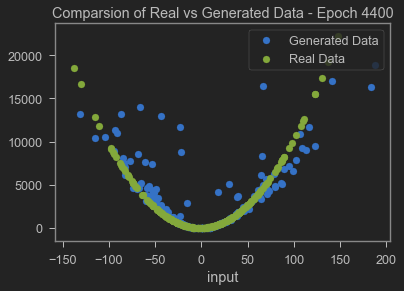 Comparsion of Real vs Generated Data - Epoch 4400
Generated Data
Real Data
20000
15000
10000
5000
0
−150 −100 −50 0 50 100 150 200
input